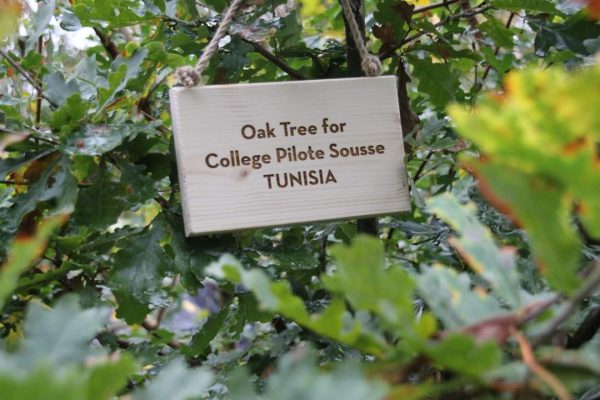 Oak Tree for
College Pilote Sousse
TUNISIA